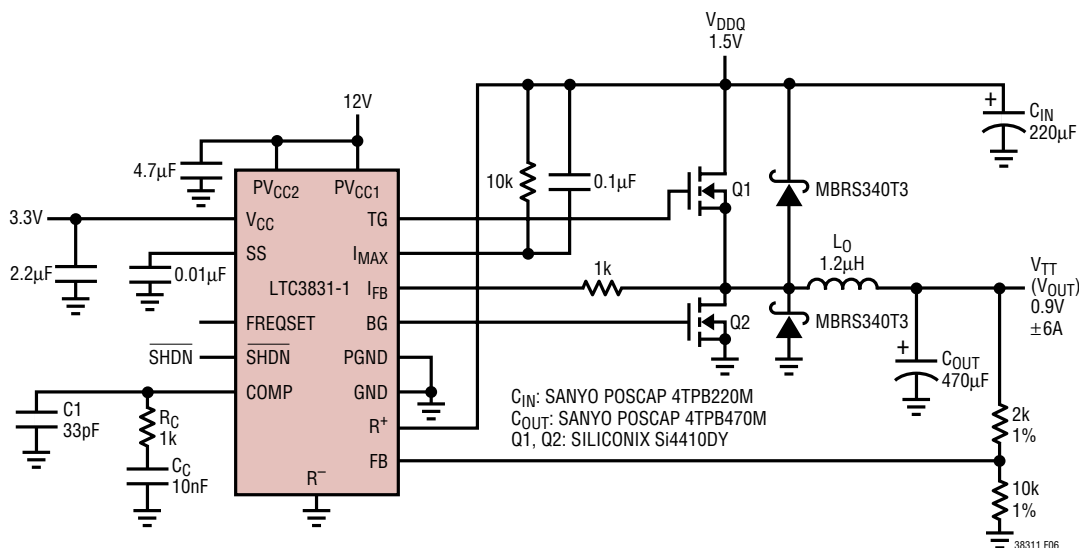 V_DDQ
1.5V
12V
4.7µF
PV_CC2
PV_CC1
10k
0.1µF
+
C_IN
220µF
Q1
MBRS340T3
3.3V
V_CC
TG
2.2µF
SS
I_MAX
0.01µF
LTC3831-1
I_FB
1k
L_O
1.2µH
V_TT
(V_OUT)
0.9V
±6A
FREQSET
BG
Q2
MBRS340T3
SHDN
SHDN
PGND
+
C_OUT
470µF
COMP
GND
C1
33pF
R_C
1k
R+
C_IN: SANYO POSCAP 4TPB220M
C_OUT: SANYO POSCAP 4TPB470M
Q1, Q2: SILICONIX Si4410DY
2k
1%
C_C
10nF
FB
R−
10k
1%
38311 F06